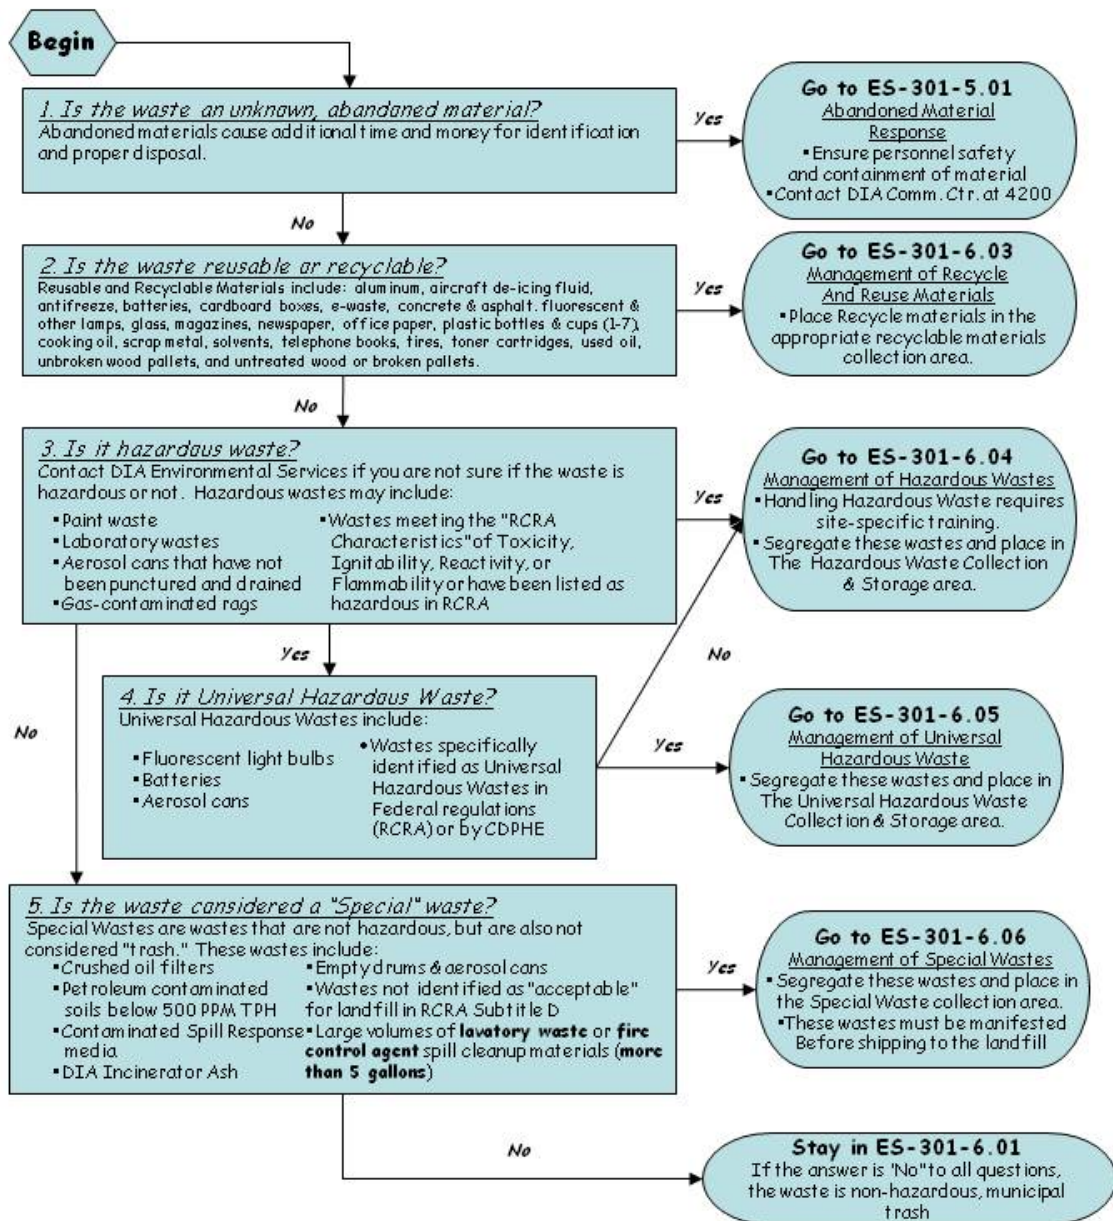 Begin
1. Is the waste an unknown, abandoned material?
Abandoned materials cause additional time and money for identification
and proper disposal.
Yes
Go to ES-301-5.01
Abandoned Material
Response
▪Ensure personnel safety
and containment of material
▪Contact DIA Comm. Ctr. at 4200
No
2. Is the waste reusable or recyclable?
Reusable and Recyclable Materials include: aluminum, aircraft de-icing fluid,
antifreeze, batteries, cardboard boxes, e-waste, concrete & asphalt. fluorescent &
other lamps, glass, magazines, newspaper, office paper, plastic bottles & cups (1-7),
cooking oil, scrap metal, solvents, telephone books, tires, toner cartridges, used oil,
unbroken wood pallets, and untreated wood or broken pallets.
Yes
Go to ES-301-6.03
Management of Recycle
And Reuse Materials
▪Place Recycle materials in the
appropriate recyclable materials
collection area.
No
3. Is it hazardous waste?
Contact DIA Environmental Services if you are not sure if the waste is
hazardous or not. Hazardous wastes may include:
▪Paint waste
▪Laboratory wastes
▪Aerosol cans that have not
been punctured and drained
▪Gas-contaminated rags
▪Wastes meeting the "RCRA
Characteristics" of Toxicity,
Ignitability, Reactivity, or
Flammability or have been listed as
hazardous in RCRA
Yes
Go to ES-301-6.04
Management of Hazardous Wastes
▪Handling Hazardous Waste requires
site-specific training.
▪Segregate these wastes and place in
The Hazardous Waste Collection
& Storage area.
Yes
No
4. Is it Universal Hazardous Waste?
Universal Hazardous Wastes include:
▪Fluorescent light bulbs
▪Batteries
▪Aerosol cans
•Wastes specifically
identified as Universal
Hazardous Wastes in
Federal regulations
(RCRA) or by CDPHE
Yes
Go to ES-301-6.05
Management of Universal
Hazardous Waste
▪Segregate these wastes and place in
The Universal Hazardous Waste
Collection & Storage area.
No
5. Is the waste considered a "Special" waste?
Special Wastes are wastes that are not hazardous, but are also not
considered "trash." These wastes include:
▪Crushed oil filters
▪Petroleum contaminated
soils below 500 PPM TPH
▪Contaminated Spill Response
media
▪DIA Incinerator Ash
▪Empty drums & aerosol cans
▪Wastes not identified as "acceptable"
for landfill in RCRA Subtitle D
▪Large volumes of lavatory waste or fire
control agent spill cleanup materials (more
than 5 gallons)
Yes
Go to ES-301-6.06
Management of Special Wastes
▪Segregate these wastes and place in
the Special Waste collection area.
▪These wastes must be manifested
Before shipping to the landfill
No
Stay in ES-301-6.01
If the answer is "No" to all questions,
the waste is non-hazardous, municipal
trash